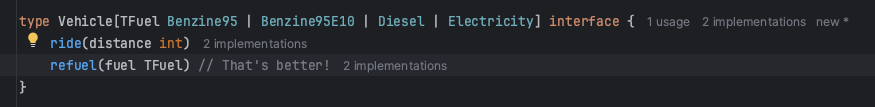 type Vehicle[TFuel Benzine95 | Benzine95E10 | Diesel | Electricity] interface { 1 usage 2 implementations new *
ride(distance int) 2 implementations
refuel(fuel TFuel) // That's better! 2 implementations
}